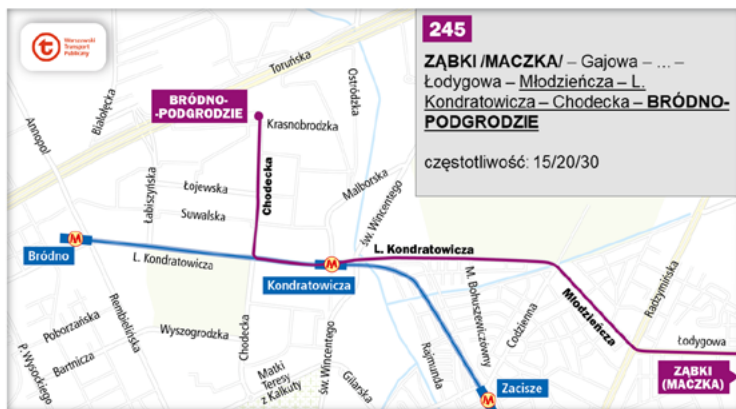 Warszawski
Transport
Publiczny
245
ZĄBKI /MACZKA/ – Gajowa – ... –
Łodygowa – Młodzieńcza – L.
Kondratowicza – Chodecka – BRÓDNO-
PODGRODZIE
częstotliwość: 15/20/30
Toruńska
Ostródzka
Białołęcka
Annopol
BRÓDNO-
-PODGRODZIE
Krasnobrodzka
Chodecka
Łabiszyńska
Łojewska
Suwalska
Malborska
św. Wincentego
Bródno
L. Kondratowicza
Kondratowicza
L. Kondratowicza
M. Bohuszewiczówny
Codzienna
Młodzieńcza
Radzymińska
Łodygowa
ZĄBKI
(MACZKA)
Rembielińska
Poborzańska
P. Wysockiego
Bartnicza
Wyszogrodzka
Chodecka
Matki
Teresy
z Kalkuty
św. Wincentego
Gilarska
Rajmunda
Zacisze